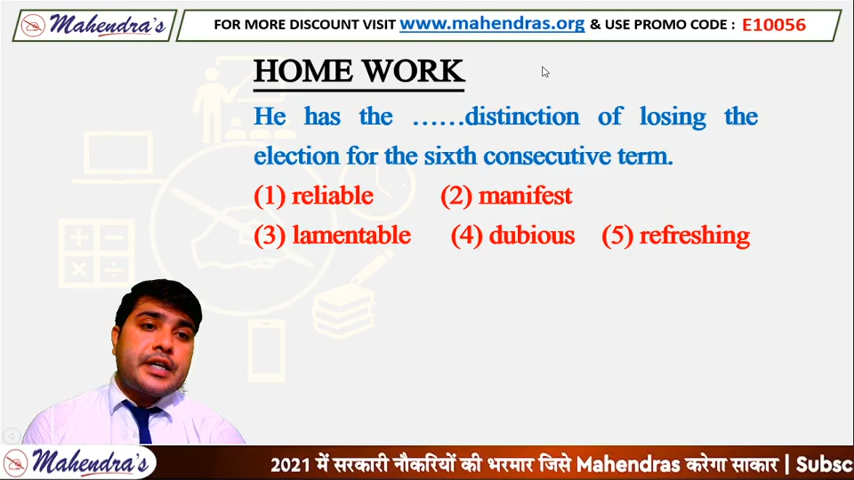 Mahendra's
FOR MORE DISCOUNT VISIT www.mahendras.org & USE PROMO CODE : E10056
HOME WORK
He has the ......distinction of losing the
election for the sixth consecutive term.
(1) reliable (2) manifest
(3) lamentable (4) dubious (5) refreshing
Mahendra's
2021 में सरकारी नौकरियों की भरमार जिसे Mahendras करेगा साकार | Subsc